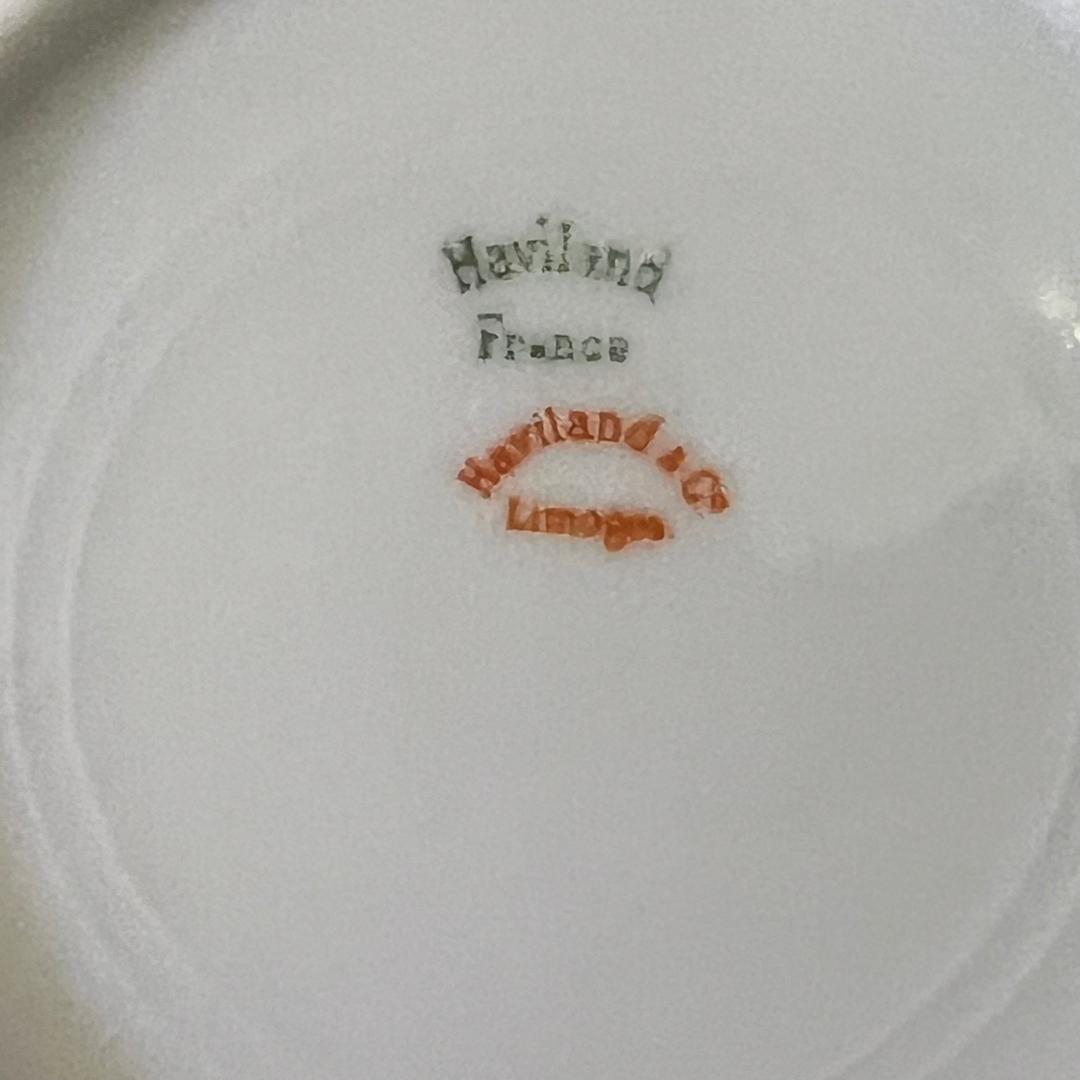 Haviland
France
Haviland & Co
Limoges